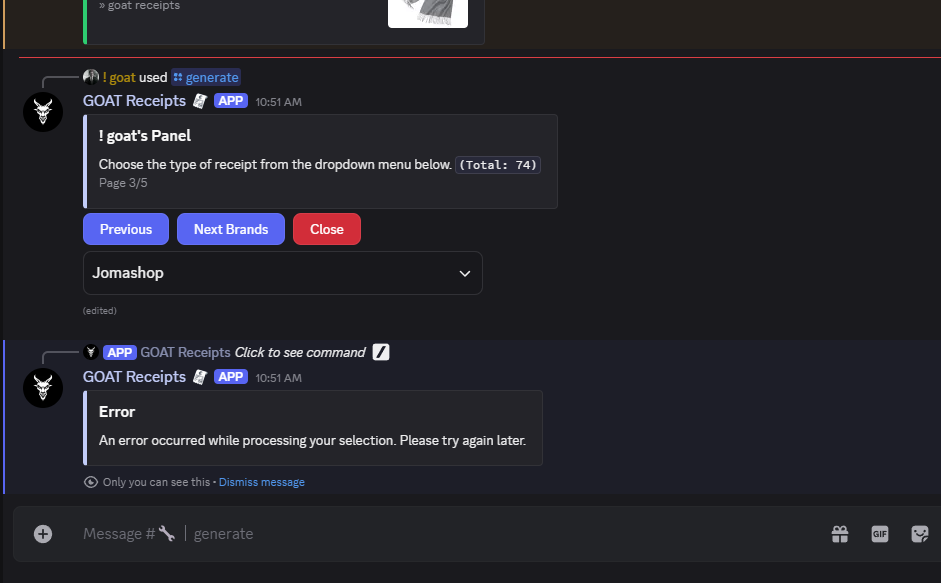 » goat receipts
! goat used generate
GOAT Receipts APP 10:51 AM
! goat's Panel
Choose the type of receipt from the dropdown menu below. (Total: 74)
Page 3/5
Previous Next Brands Close
Jomashop
(edited)
APP GOAT Receipts Click to see command
GOAT Receipts APP 10:51 AM
Error
An error occurred while processing your selection. Please try again later.
Only you can see this • Dismiss message
Message #🔧 | generate
GIF